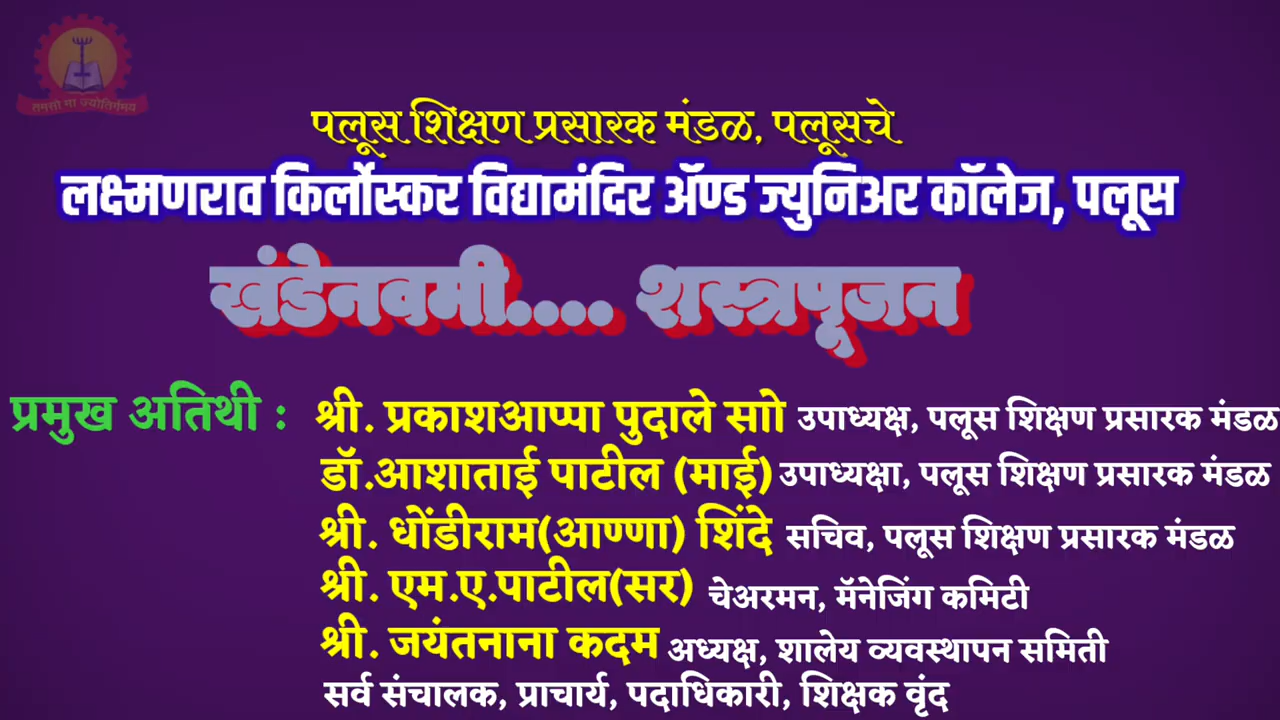 तमसो मा ज्योतिर्गमय
पलूस शिक्षण प्रसारक मंडळ, पलूसचे
लक्ष्मणराव किर्लोस्कर विद्यामंदिर ॲण्ड ज्युनिअर कॉलेज, पलूस
खंडेनवमी.... शस्त्रपूजन
प्रमुख अतिथी : श्री. प्रकाशआप्पा पुदाले साो उपाध्यक्ष, पलूस शिक्षण प्रसारक मंडळ
डॉ.आशाताई पाटील (माई) उपाध्यक्षा, पलूस शिक्षण प्रसारक मंडळ
श्री. धोंडीराम(आण्णा) शिंदे सचिव, पलूस शिक्षण प्रसारक मंडळ
श्री. एम.ए.पाटील(सर) चेअरमन, मॅनेजिंग कमिटी
श्री. जयंतनाना कदम अध्यक्ष, शालेय व्यवस्थापन समिती
सर्व संचालक, प्राचार्य, पदाधिकारी, शिक्षक वृंद